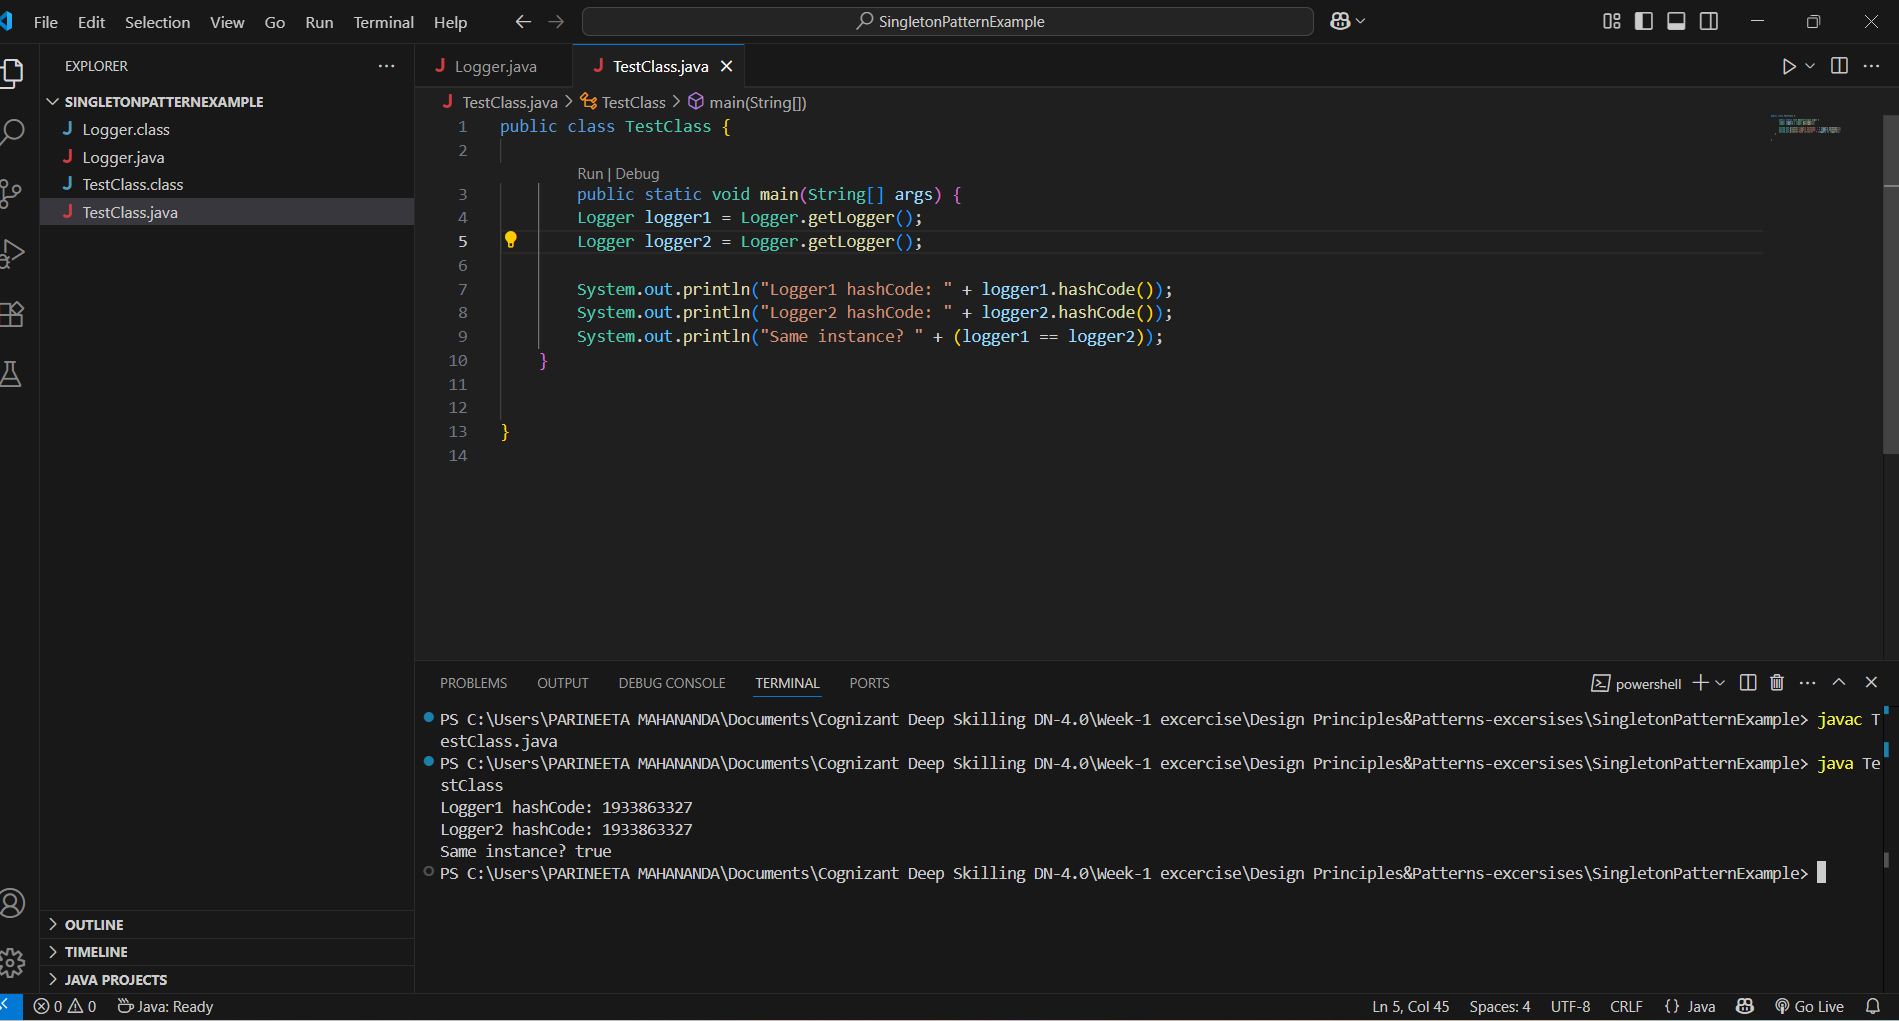 File Edit Selection View Go Run Terminal Help
SingletonPatternExample
EXPLORER
SINGLETONPATTERNEXAMPLE
J Logger.class
J Logger.java
J TestClass.class
J TestClass.java
OUTLINE
TIMELINE
JAVA PROJECTS
J Logger.java J TestClass.java
J TestClass.java > TestClass > main(String[])
1 public class TestClass {
2
Run | Debug
3 public static void main(String[] args) {
4 Logger logger1 = Logger.getLogger();
5 Logger logger2 = Logger.getLogger();
6
7 System.out.println("Logger1 hashCode: " + logger1.hashCode());
8 System.out.println("Logger2 hashCode: " + logger2.hashCode());
9 System.out.println("Same instance? " + (logger1 == logger2));
10 }
11
12
13 }
14
PROBLEMS OUTPUT DEBUG CONSOLE TERMINAL PORTS
powershell
PS C:\Users\PARINEETA MAHANANDA\Documents\Cognizant Deep Skilling DN-4.0\Week-1 excercise\Design Principles&Patterns-excersises\SingletonPatternExample> javac T
estClass.java
PS C:\Users\PARINEETA MAHANANDA\Documents\Cognizant Deep Skilling DN-4.0\Week-1 excercise\Design Principles&Patterns-excersises\SingletonPatternExample> java Te
stClass
Logger1 hashCode: 1933863327
Logger2 hashCode: 1933863327
Same instance? true
PS C:\Users\PARINEETA MAHANANDA\Documents\Cognizant Deep Skilling DN-4.0\Week-1 excercise\Design Principles&Patterns-excersises\SingletonPatternExample>
0 0 Java: Ready Ln 5, Col 45 Spaces: 4 UTF-8 CRLF {} Java Go Live